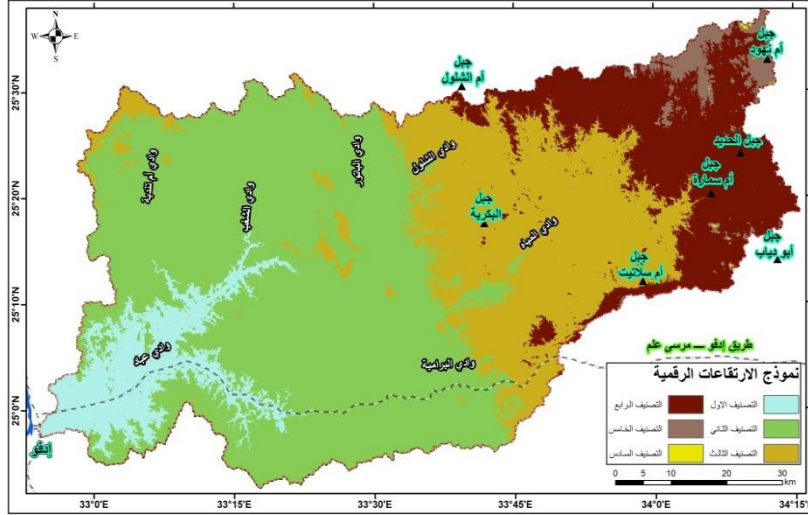 N
W E
S
جبل
أم نهود
جبل
أم الشلول
25°30'
جبل الحديد
جبل
أم سمارة
وادي الشلول
25°20'
جبل
البكرية
وادي المياه
جبل
أبو دياب
جبل
أم سلاتيت
25°10'
طريق إدفو — مرسى علم
وادي عباد
وادي البرامية
25°0'
إدفو
نموذج الارتفاعات الرقمية
التصنيف الاول
التصنيف الرابع
التصنيف الثاني
التصنيف الخامس
التصنيف الثالث
التصنيف السادس
0 5 10 20 30
km
33°0'E
33°15'E
33°30'E
33°45'E
34°0'E
34°15'E